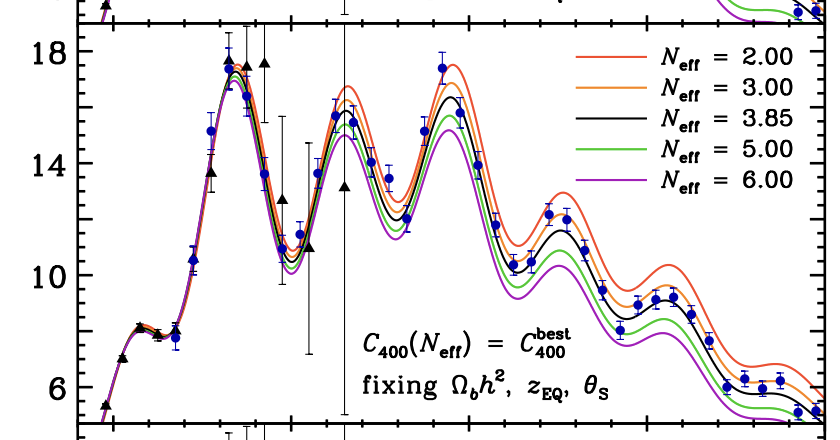 18
14
10
6
N_eff = 2.00
N_eff = 3.00
N_eff = 3.85
N_eff = 5.00
N_eff = 6.00
C_400(N_eff) = C_400^best
fixing Ω_b h^2, z_EQ, θ_S